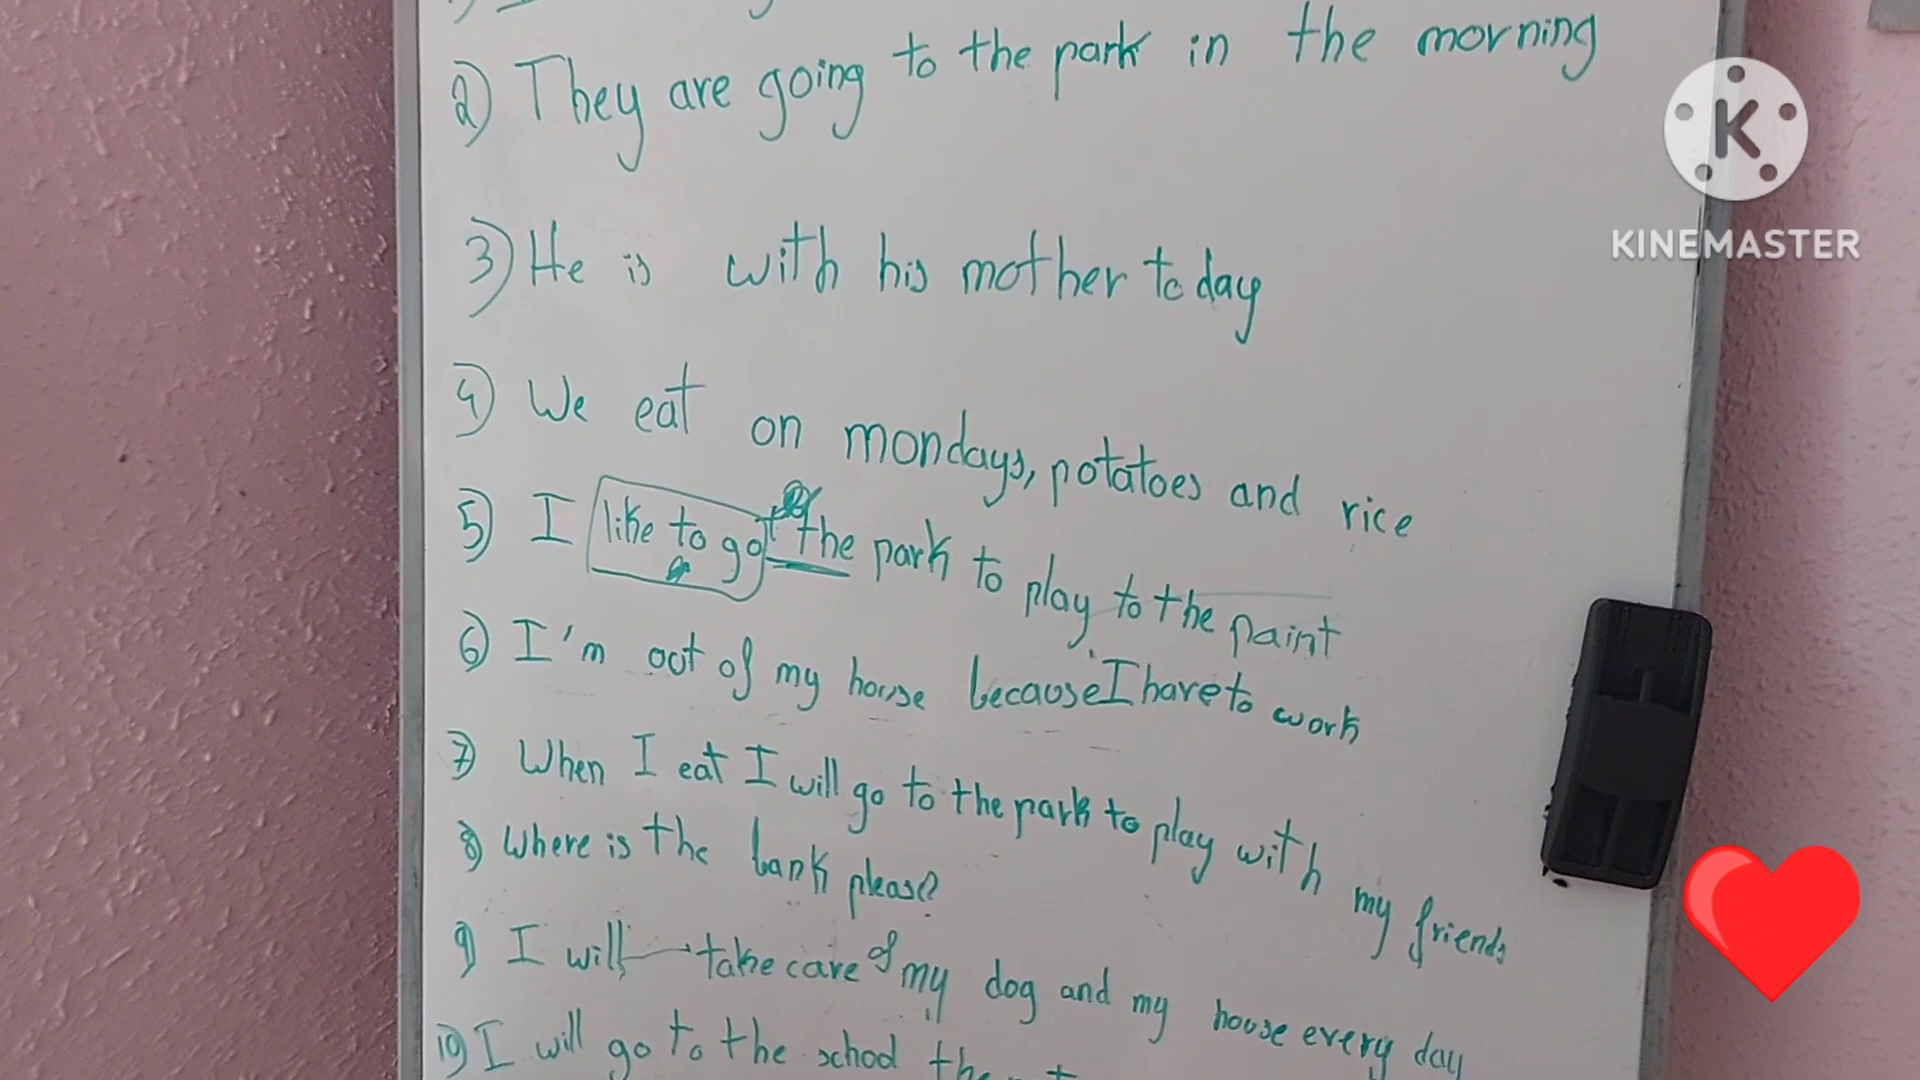 2) They are going to the park in the morning
KINEMASTER
3) He is with his mother today
4) We eat on mondays, potatoes and rice
5) I like to go the park to play to the paint
6) I'm out of my house because I have to work
7) When I eat I will go to the park to play with my friends
8) Where is the bank please?
9) I will take care of my dog and my house every day
10) I will go to the school the